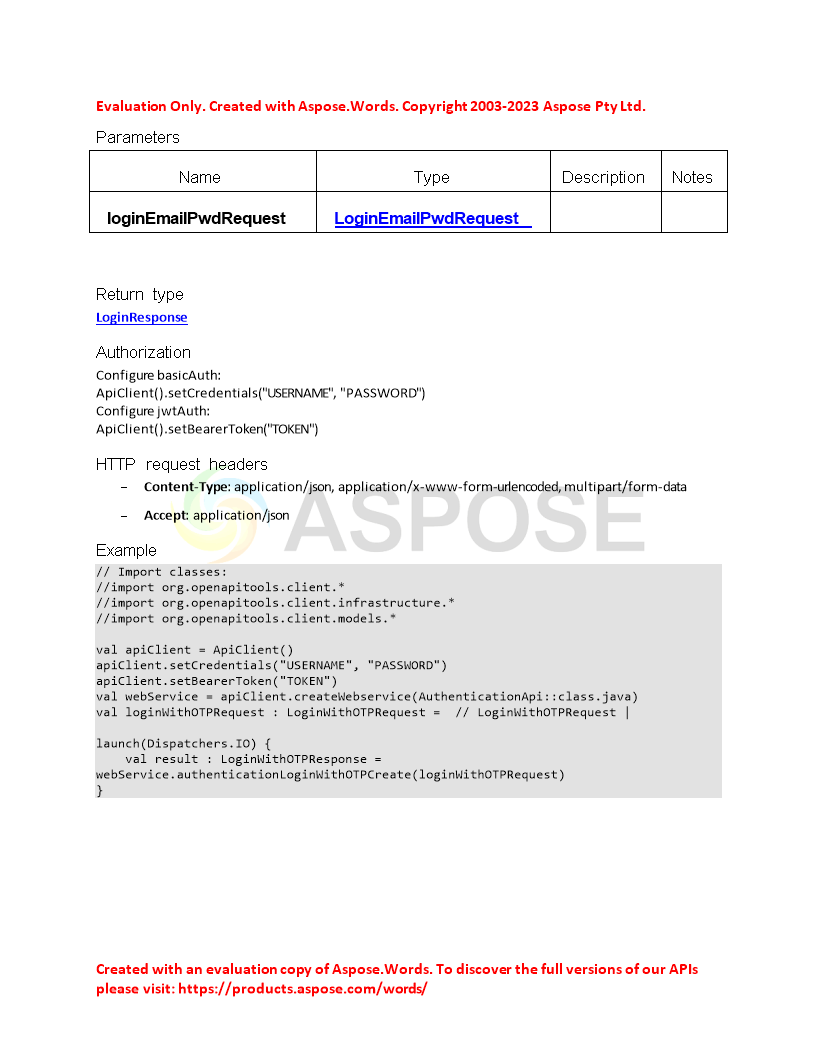 Evaluation Only. Created with Aspose.Words. Copyright 2003-2023 Aspose Pty Ltd.
Parameters
Name Type Description Notes
loginEmailPwdRequest LoginEmailPwdRequest
Return type
LoginResponse
Authorization
Configure basicAuth:
ApiClient().setCredentials("USERNAME", "PASSWORD")
Configure jwtAuth:
ApiClient().setBearerToken("TOKEN")
HTTP request headers
– Content-Type: application/json, application/x-www-form-urlencoded, multipart/form-data
– Accept: application/json
ASPOSE
Example
// Import classes:
//import org.openapitools.client.*
//import org.openapitools.client.infrastructure.*
//import org.openapitools.client.models.*
val apiClient = ApiClient()
apiClient.setCredentials("USERNAME", "PASSWORD")
apiClient.setBearerToken("TOKEN")
val webService = apiClient.createWebservice(AuthenticationApi::class.java)
val loginWithOTPRequest : LoginWithOTPRequest =  // LoginWithOTPRequest |
launch(Dispatchers.IO) {
    val result : LoginWithOTPResponse =
webService.authenticationLoginWithOTPCreate(loginWithOTPRequest)
}
Created with an evaluation copy of Aspose.Words. To discover the full versions of our APIs
please visit: https://products.aspose.com/words/